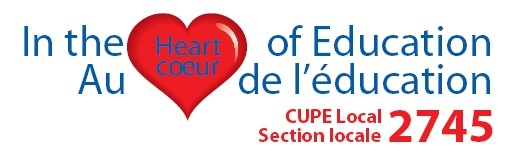 In the Heart of Education
Au coeur de l'éducation
CUPE Local
Section locale 2745